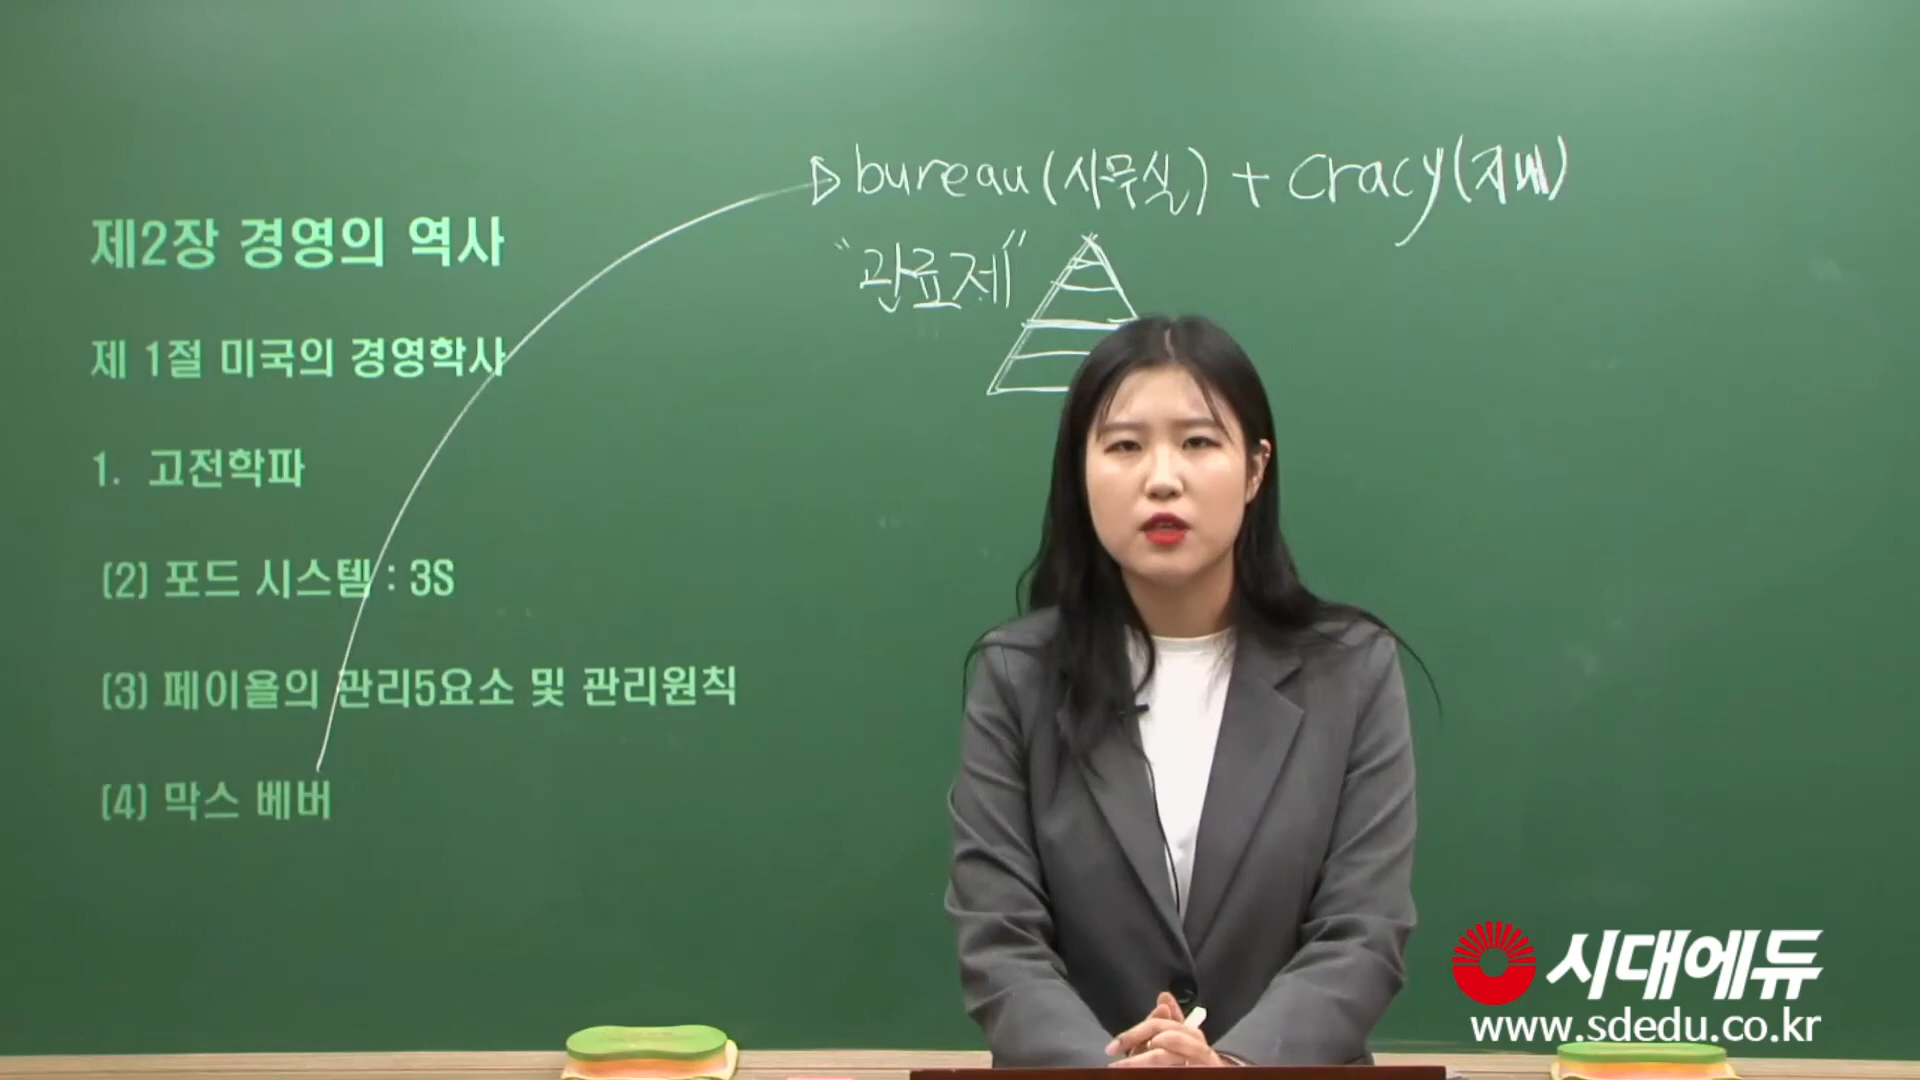 제2장 경영의 역사
제 1절 미국의 경영학사
1. 고전학파
(2) 포드 시스템 : 3S
(3) 페이욜의 관리5요소 및 관리원칙
(4) 막스 베버
bureau(사무실) + cracy(지배)
"관료제"
시대에듀
www.sdedu.co.kr